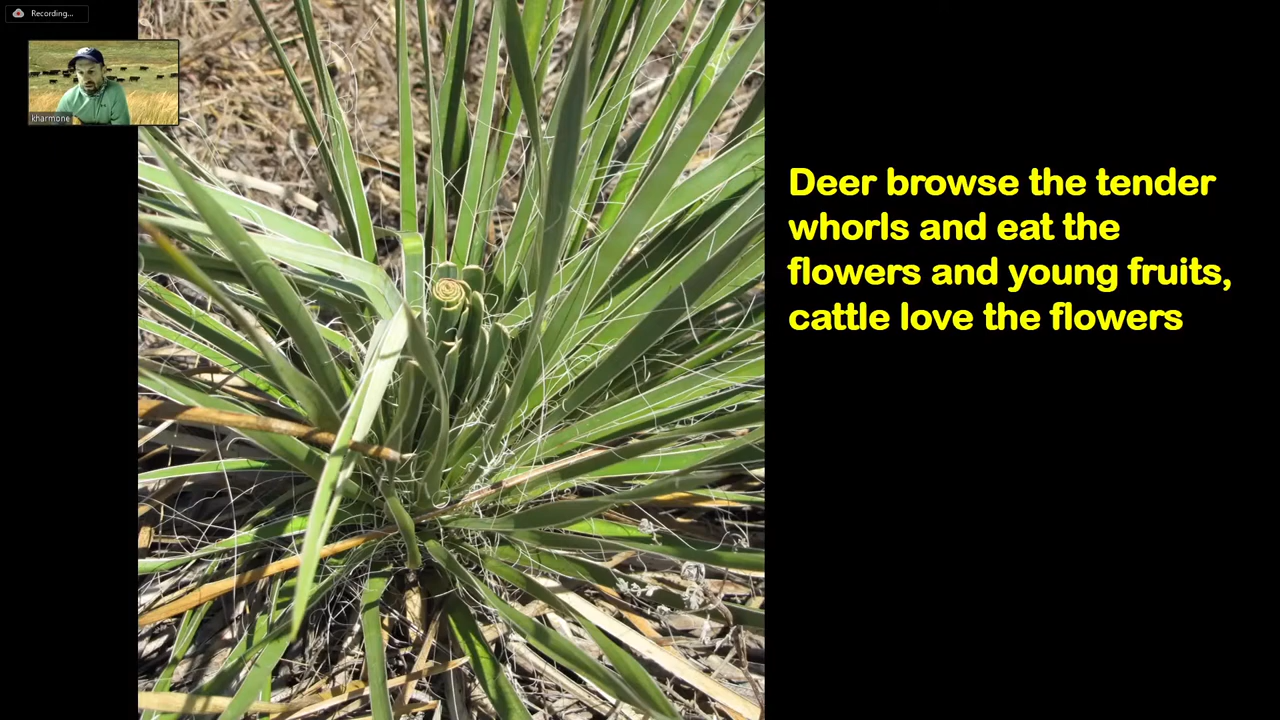 Recording...
kharmone
Deer browse the tender
whorls and eat the
flowers and young fruits,
cattle love the flowers